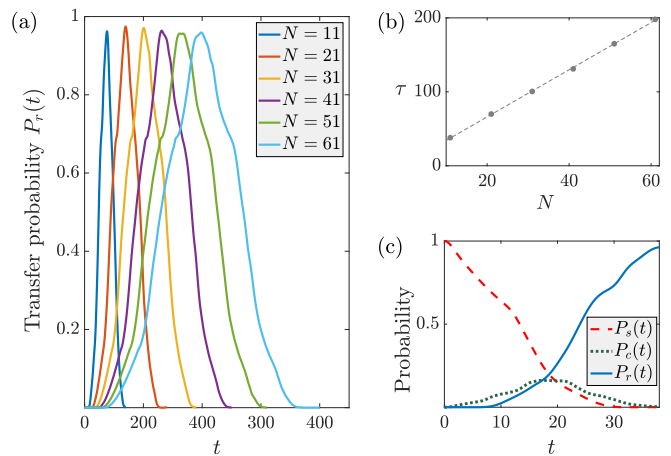 (a)
1
0.8
0.6
0.4
0.2
Transfer probability P_r(t)
N = 11
N = 21
N = 31
N = 41
N = 51
N = 61
0 200 200 300 400
t
(b)
200
100
0
τ
20 40 60
N
(c)
1
0.5
Probability
P_s(t)
P_c(t)
P_r(t)
0 10 20 30
t